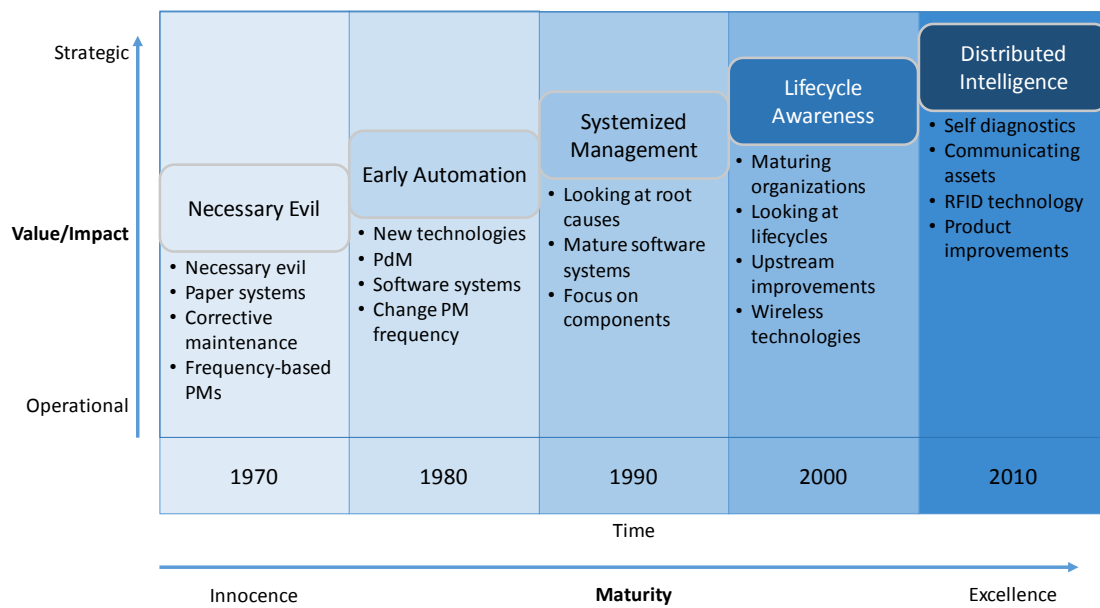 Strategic
Value/Impact
Operational
Necessary Evil
• Necessary evil
• Paper systems
• Corrective
maintenance
• Frequency-based
PMs
Early Automation
• New technologies
• PdM
• Software systems
• Change PM
frequency
Systemized
Management
• Looking at root
causes
• Mature software
systems
• Focus on
components
Lifecycle
Awareness
• Maturing
organizations
• Looking at
lifecycles
• Upstream
improvements
• Wireless
technologies
Distributed
Intelligence
• Self diagnostics
• Communicating
assets
• RFID technology
• Product
improvements
1970
1980
1990
2000
2010
Time
Innocence
Maturity
Excellence